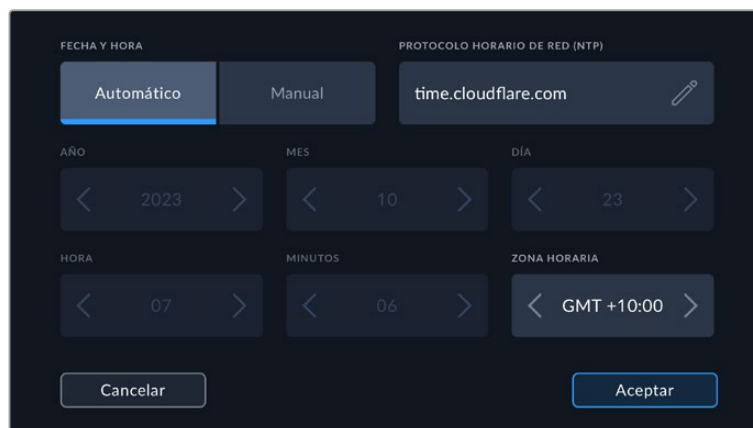 FECHA Y HORA PROTOCOLO HORARIO DE RED (NTP)
Automático Manual time.cloudflare.com
AÑO MES DÍA
2023 10 23
HORA MINUTOS ZONA HORARIA
07 06 GMT +10:00
Cancelar Aceptar